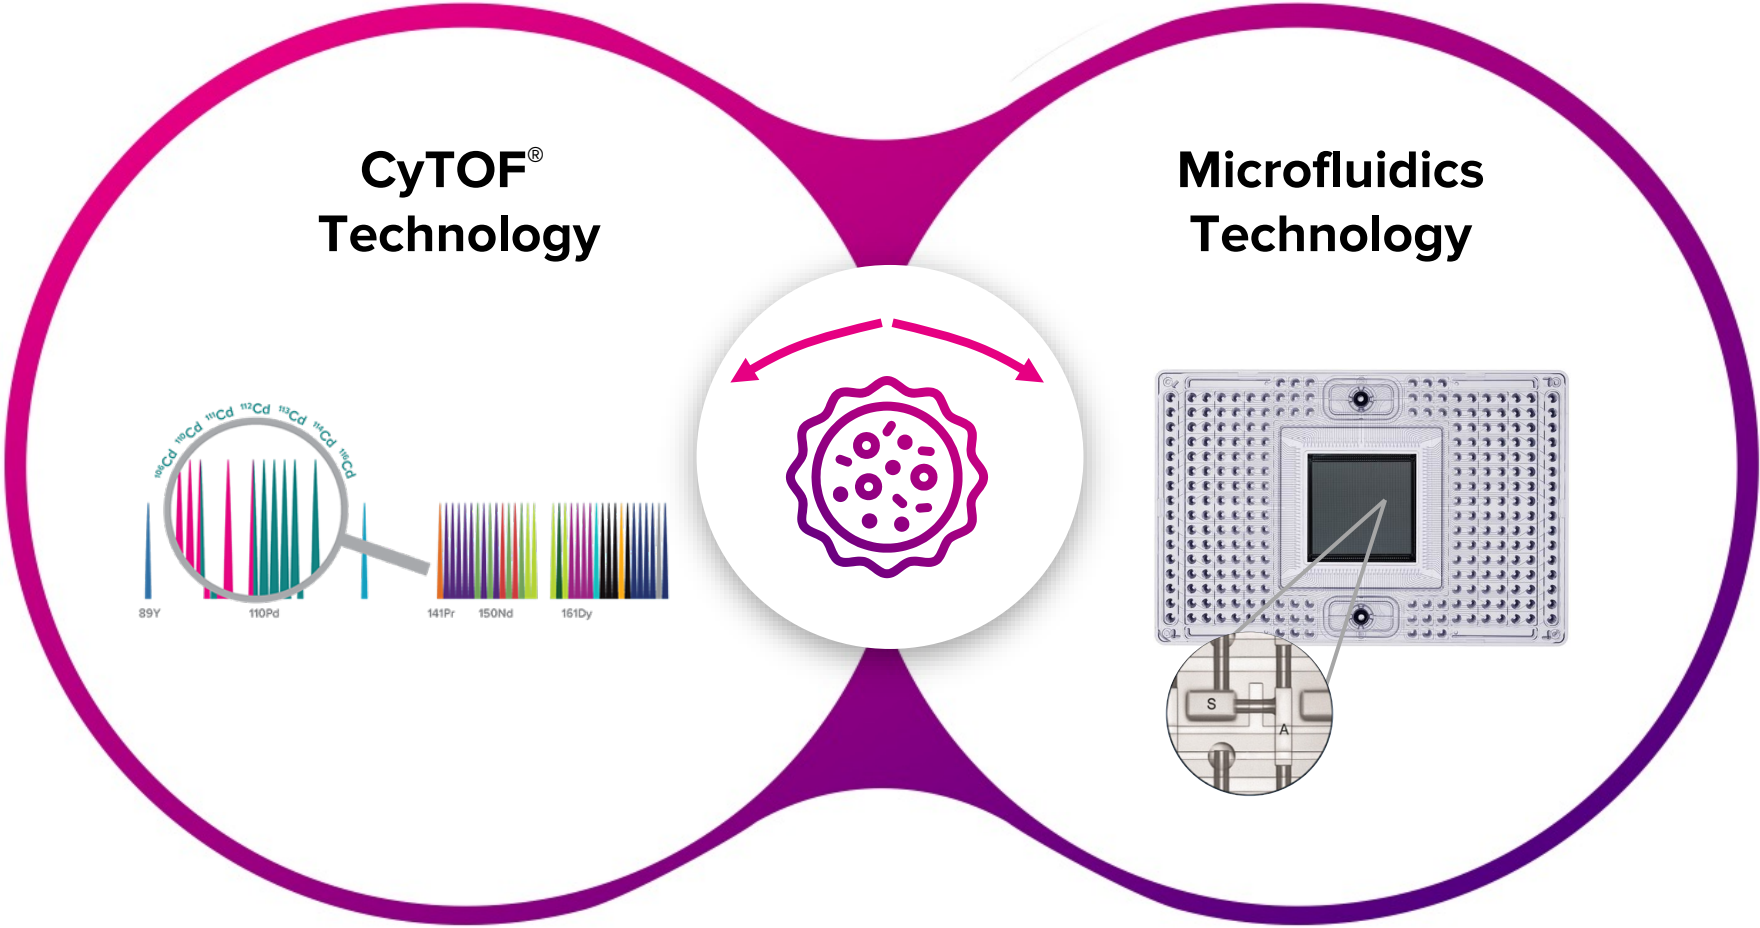 CyTOF®
Technology
Microfluidics
Technology
¹⁰⁶Cd ¹¹⁰Cd ¹¹¹Cd ¹¹²Cd ¹¹³Cd ¹¹⁴Cd ¹¹⁶Cd
89Y 110Pd 141Pr 150Nd 161Dy
S
A